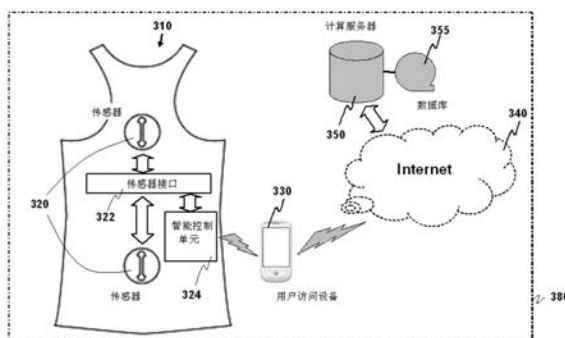 310
计算服务器
355
传感器
数据库
350
340
Internet
传感器接口
320
322
330
智能控制
单元
324
传感器
用户访问设备
380